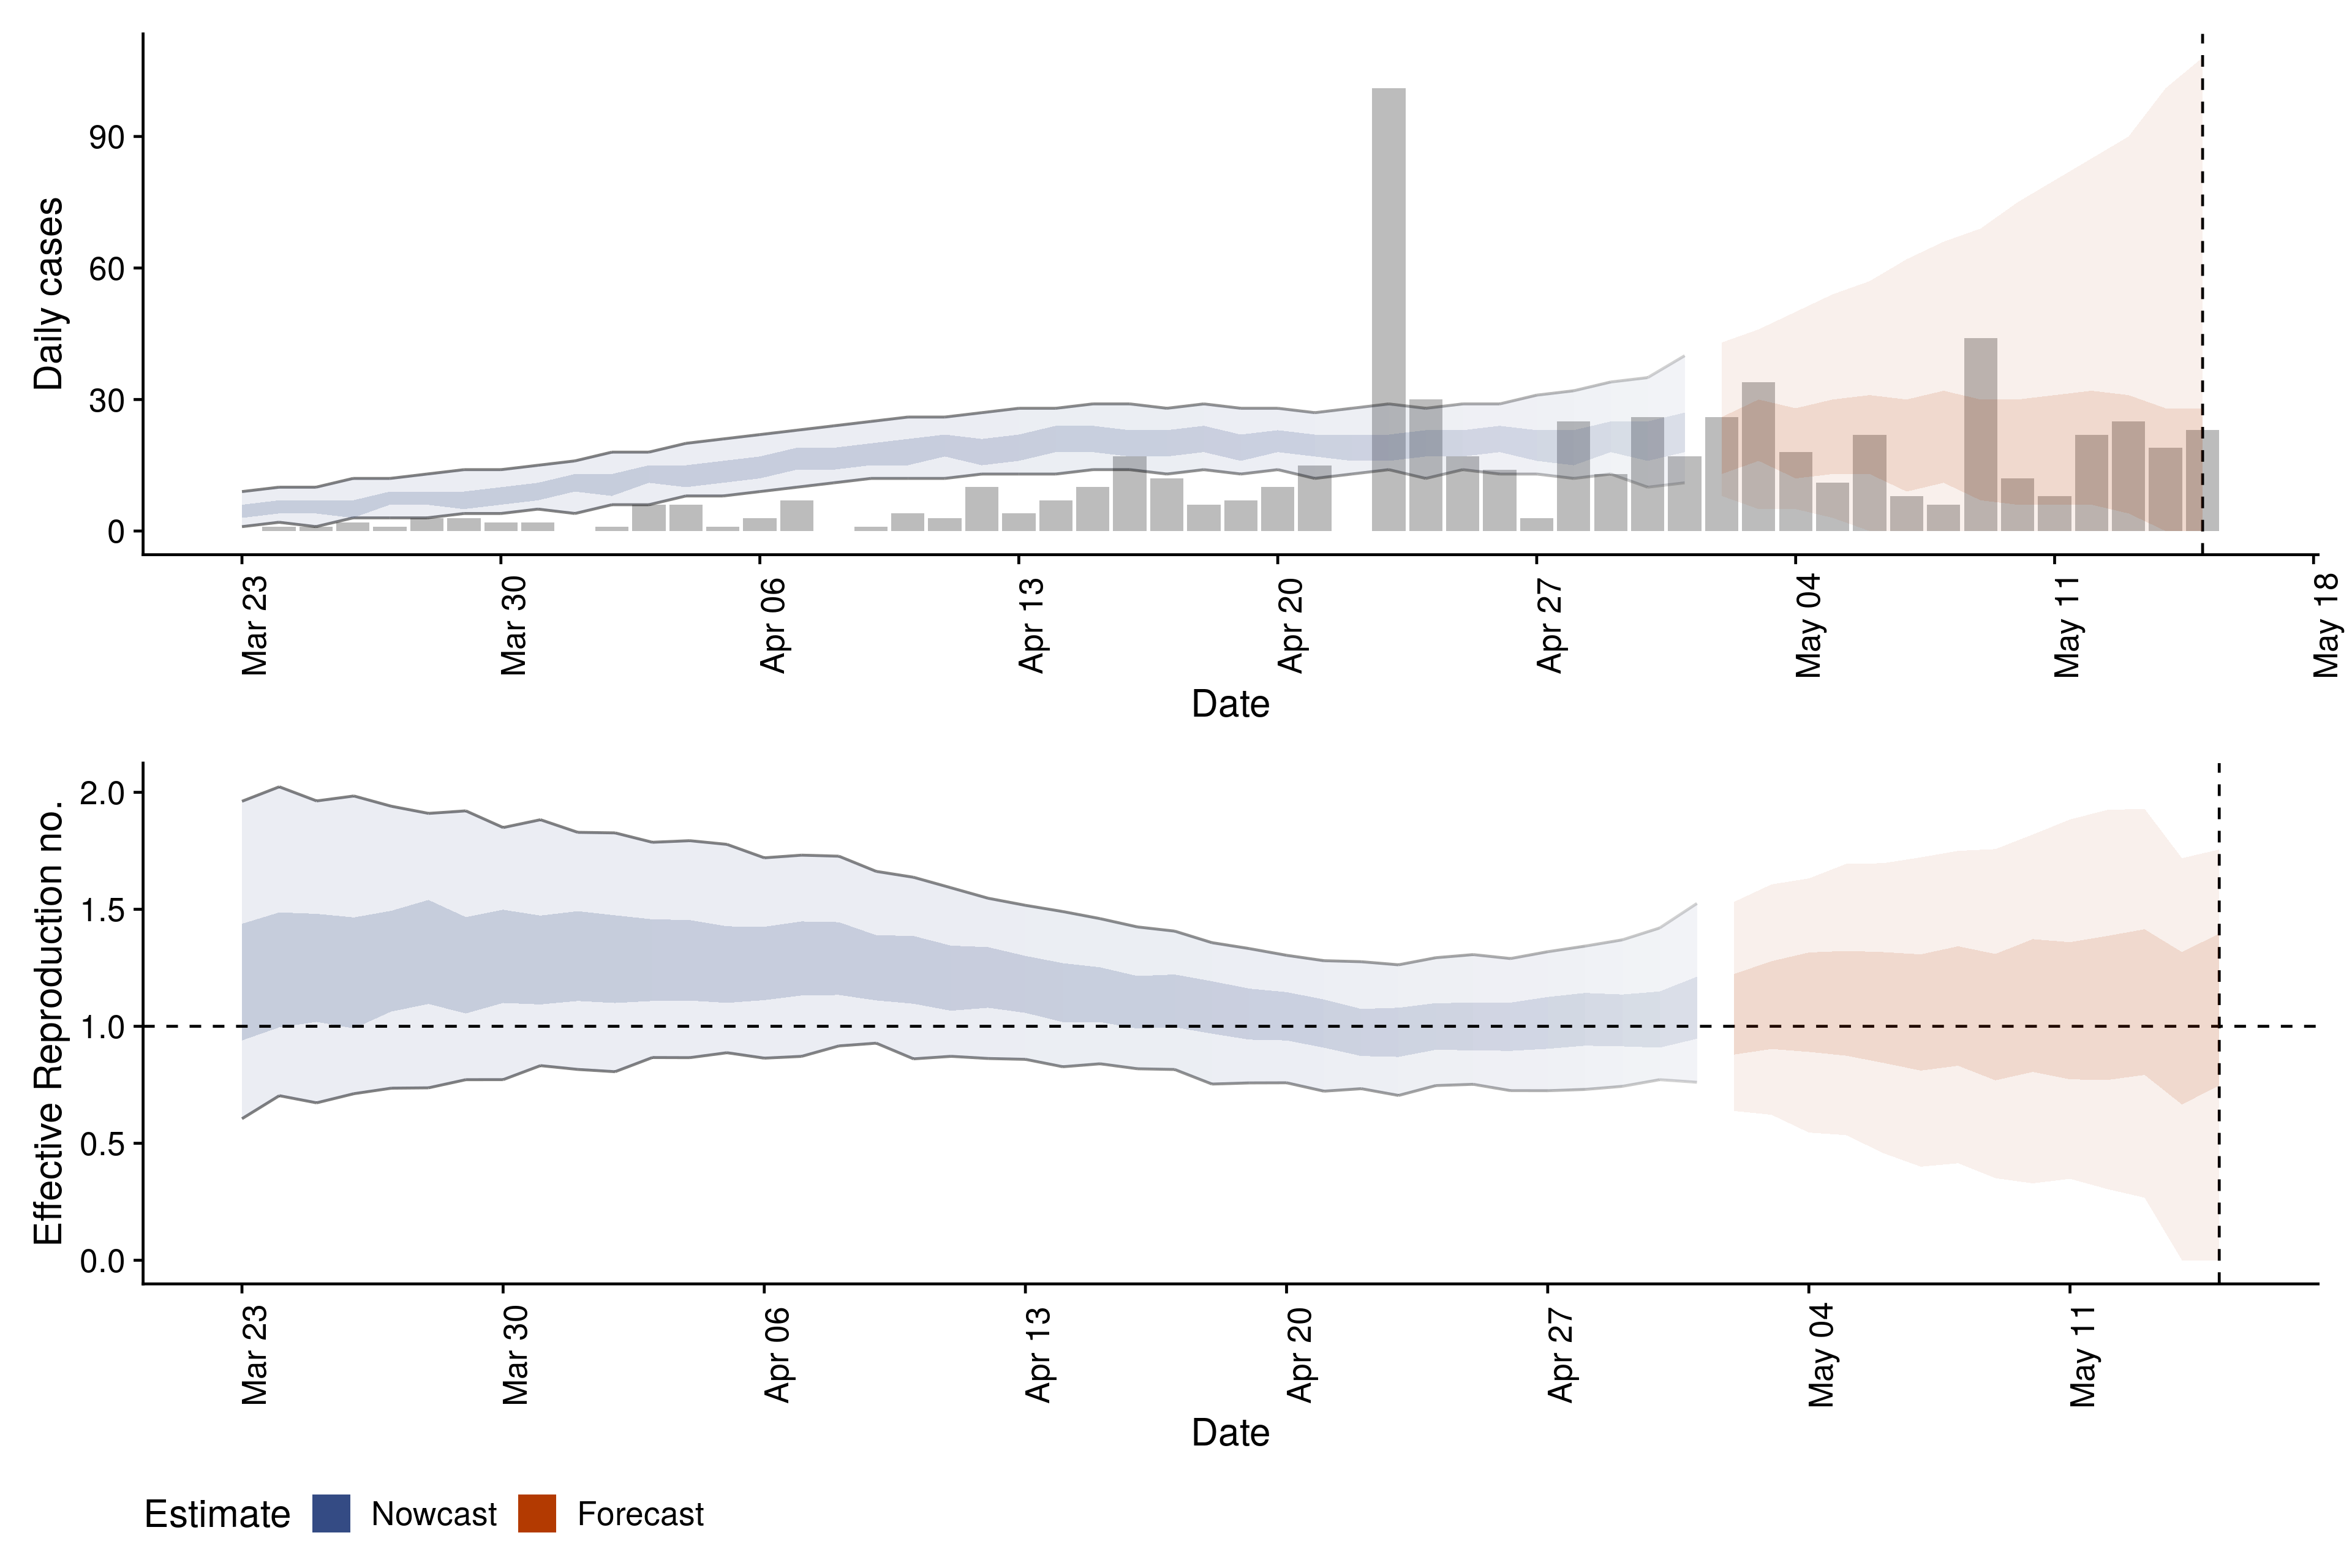 Daily cases
90
60
30
0
Mar 23
Mar 30
Apr 06
Apr 13
Apr 20
Apr 27
May 04
May 11
May 18
Date
Effective Reproduction no.
2.0
1.5
1.0
0.5
0.0
Mar 23
Mar 30
Apr 06
Apr 13
Apr 20
Apr 27
May 04
May 11
Date
Estimate Nowcast Forecast